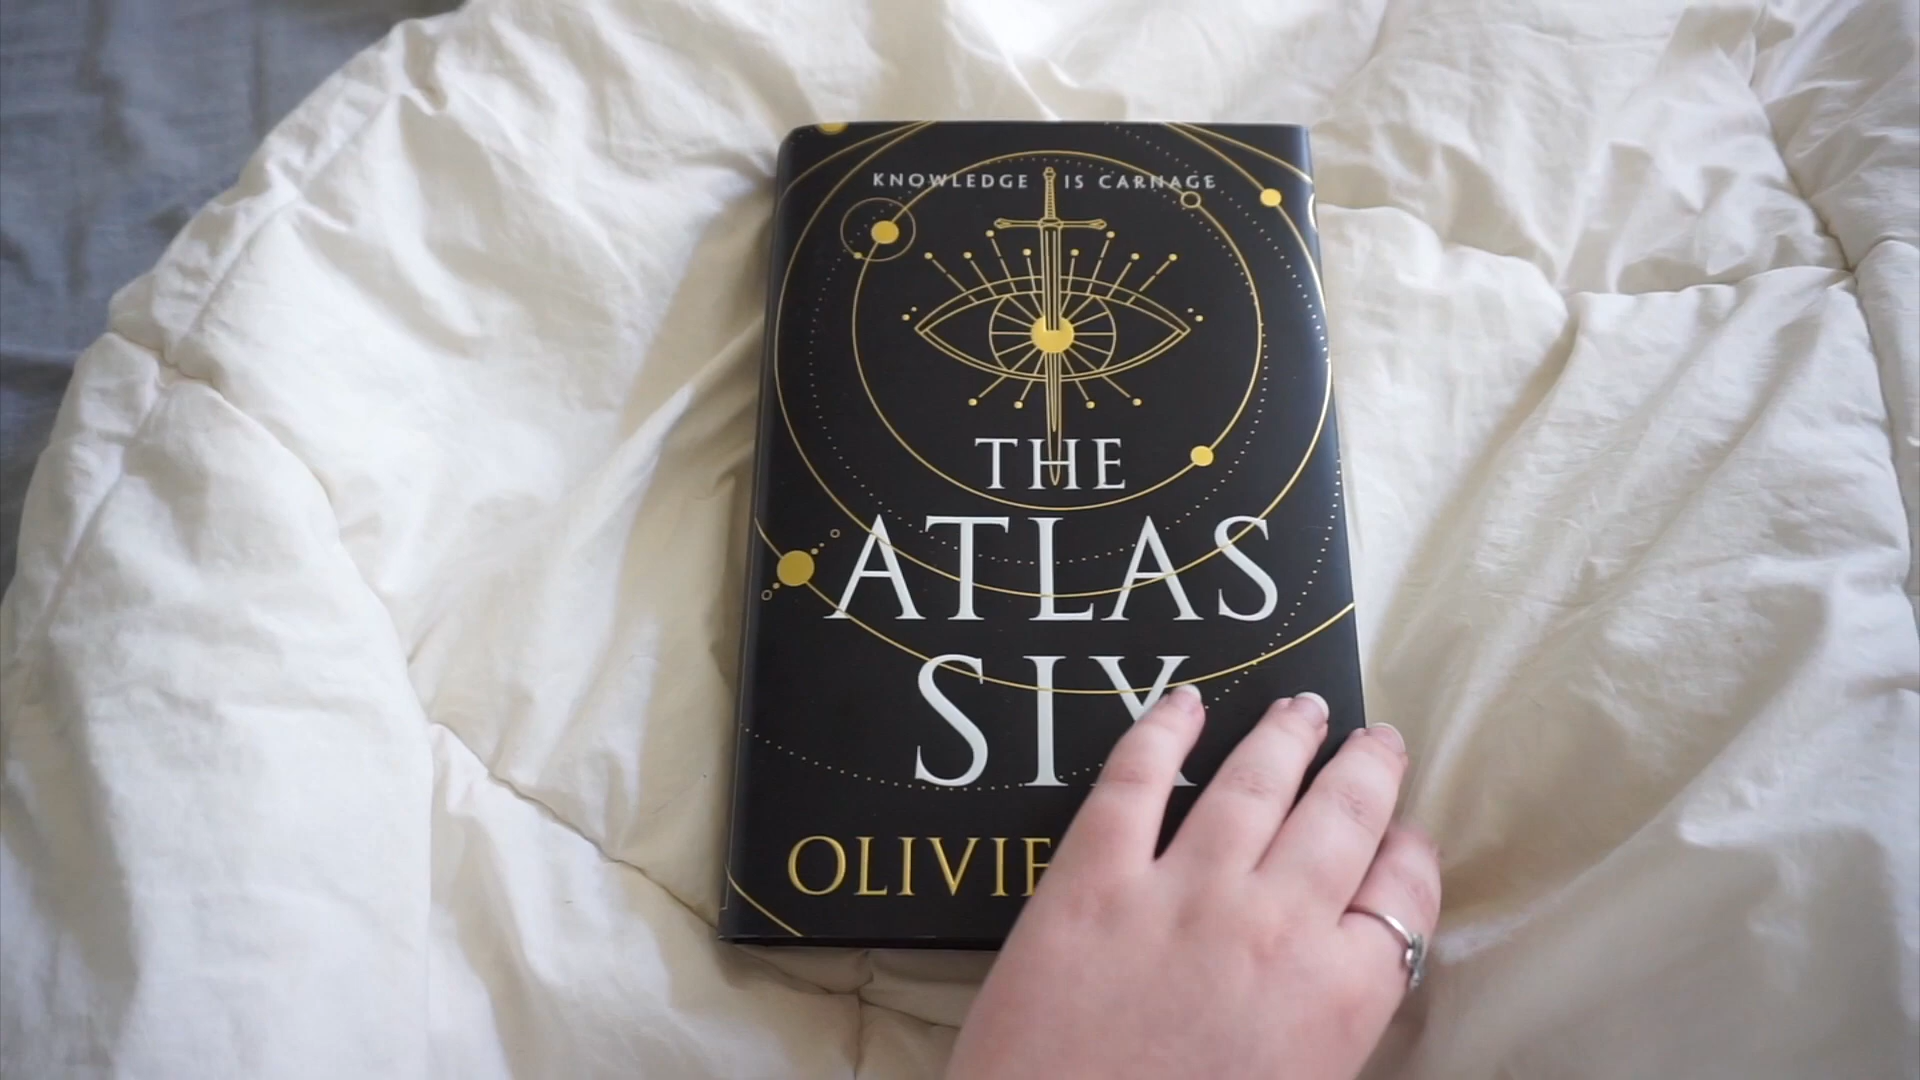 KNOWLEDGE IS CARNAGE
THE
ATLAS
SIX
OLIVIE